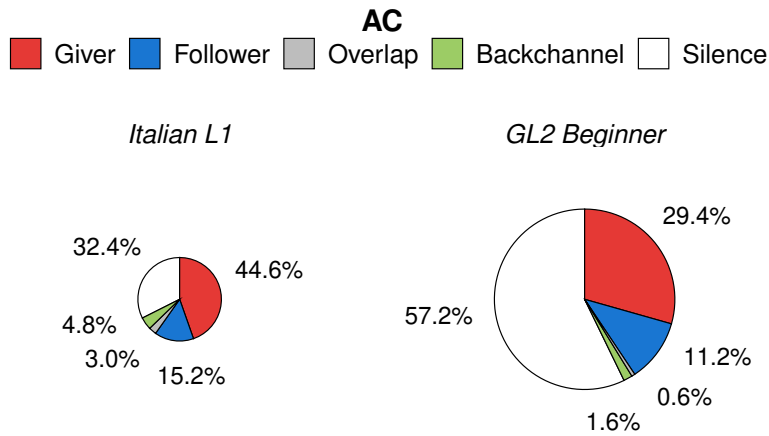 AC
Giver Follower Overlap Backchannel Silence
Italian L1 GL2 Beginner
32.4% 44.6% 4.8% 3.0% 15.2%
29.4% 57.2% 11.2% 0.6% 1.6%